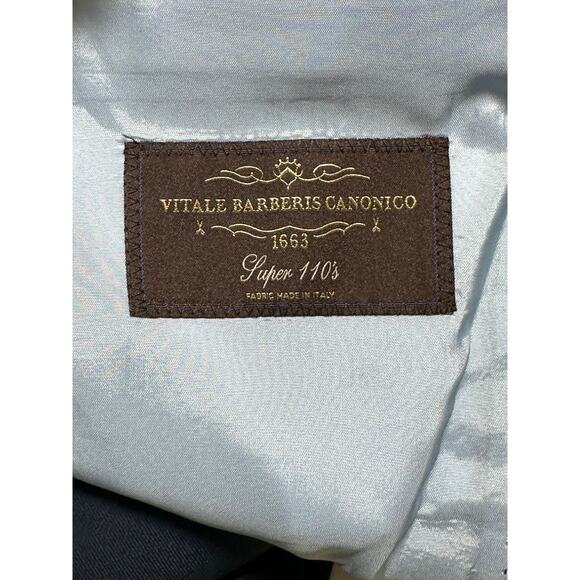 VITALE BARBERIS CANONICO
1663
Super 110's
FABRIC MADE IN ITALY